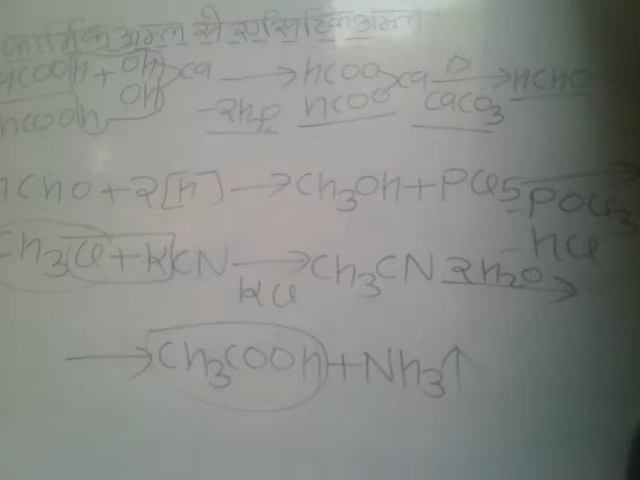 फार्मिक अम्ल से एसिटिक अम्ल
hcooh + oh ca → hcoo ca Δ → hcho
hcooh oh -2h2o hcoo caco3
hcho + 2[h] → ch3oh + pcl5 pocl3
ch3cl + kcn → ch3cn 2h2o → -hcl
kcl
→ ch3cooh + Nh3↑